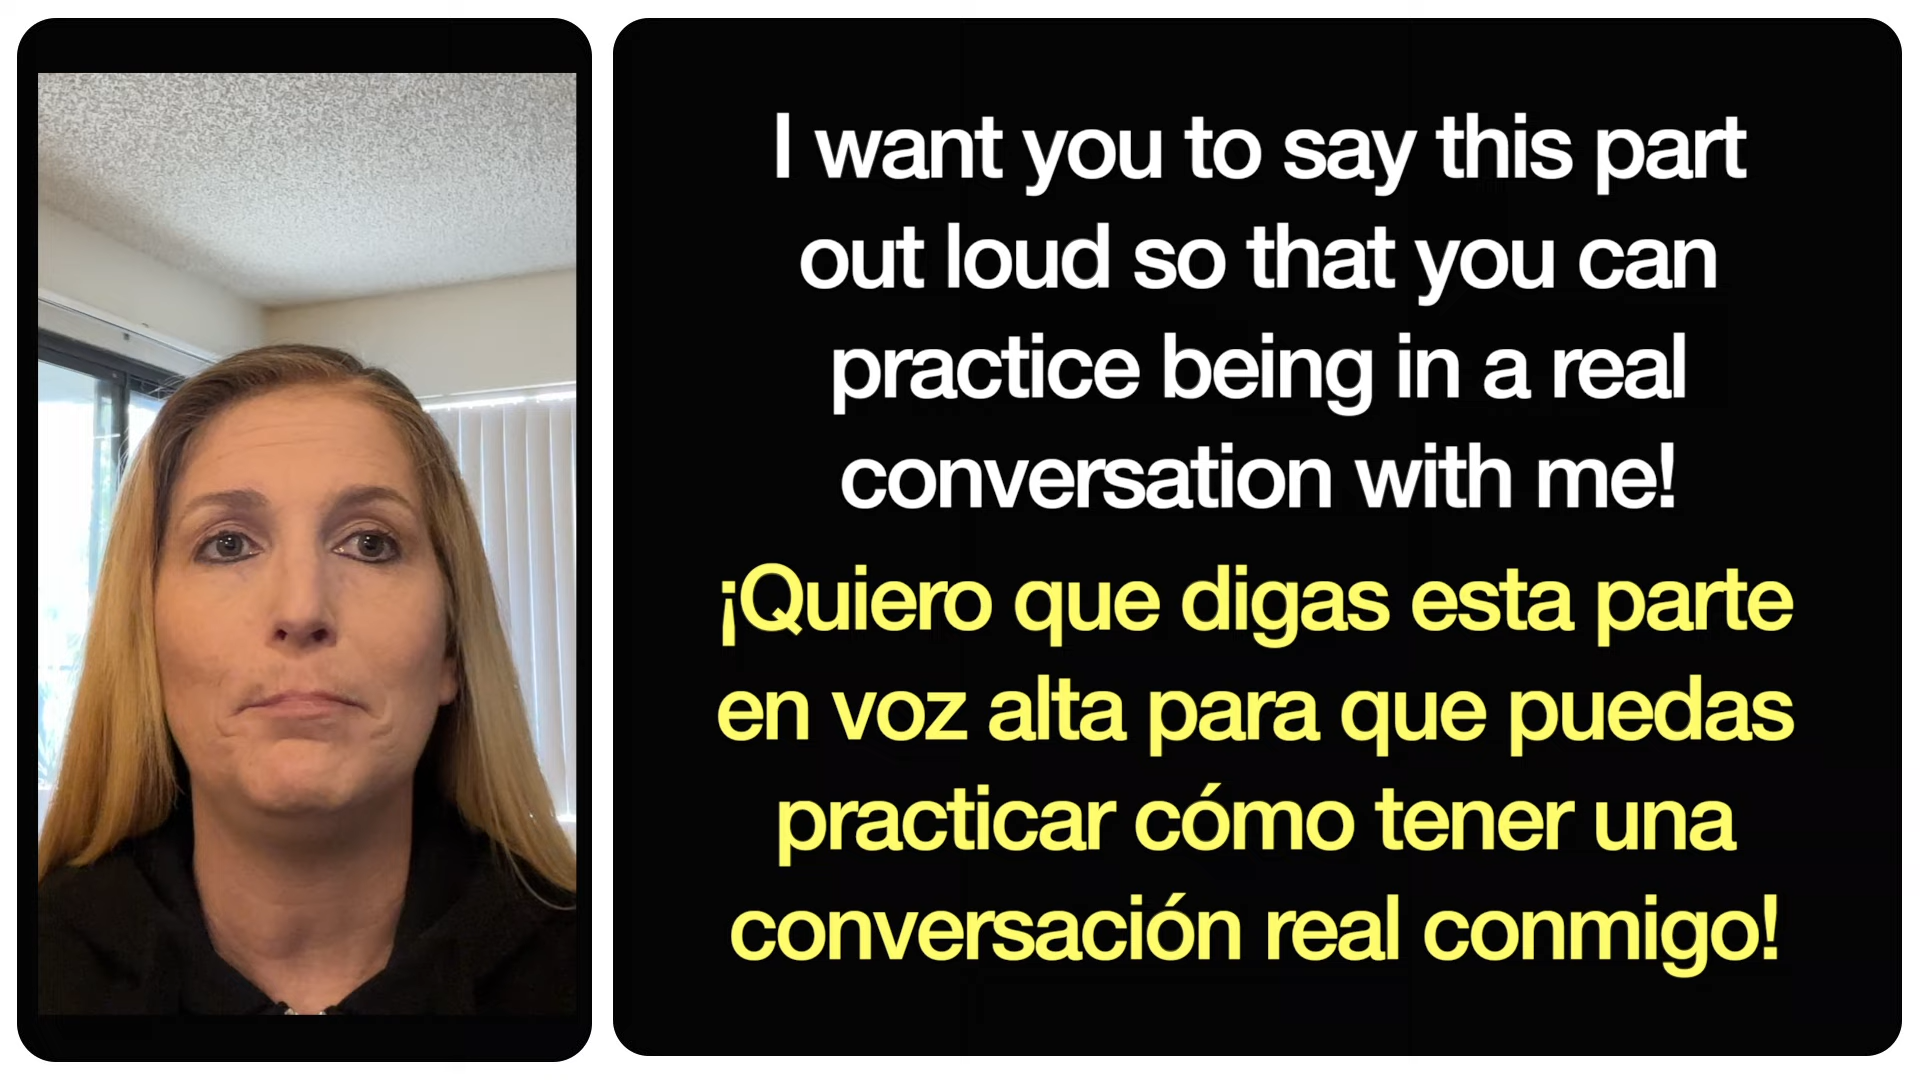 I want you to say this part
out loud so that you can
practice being in a real
conversation with me!
¡Quiero que digas esta parte
en voz alta para que puedas
practicar cómo tener una
conversación real conmigo!